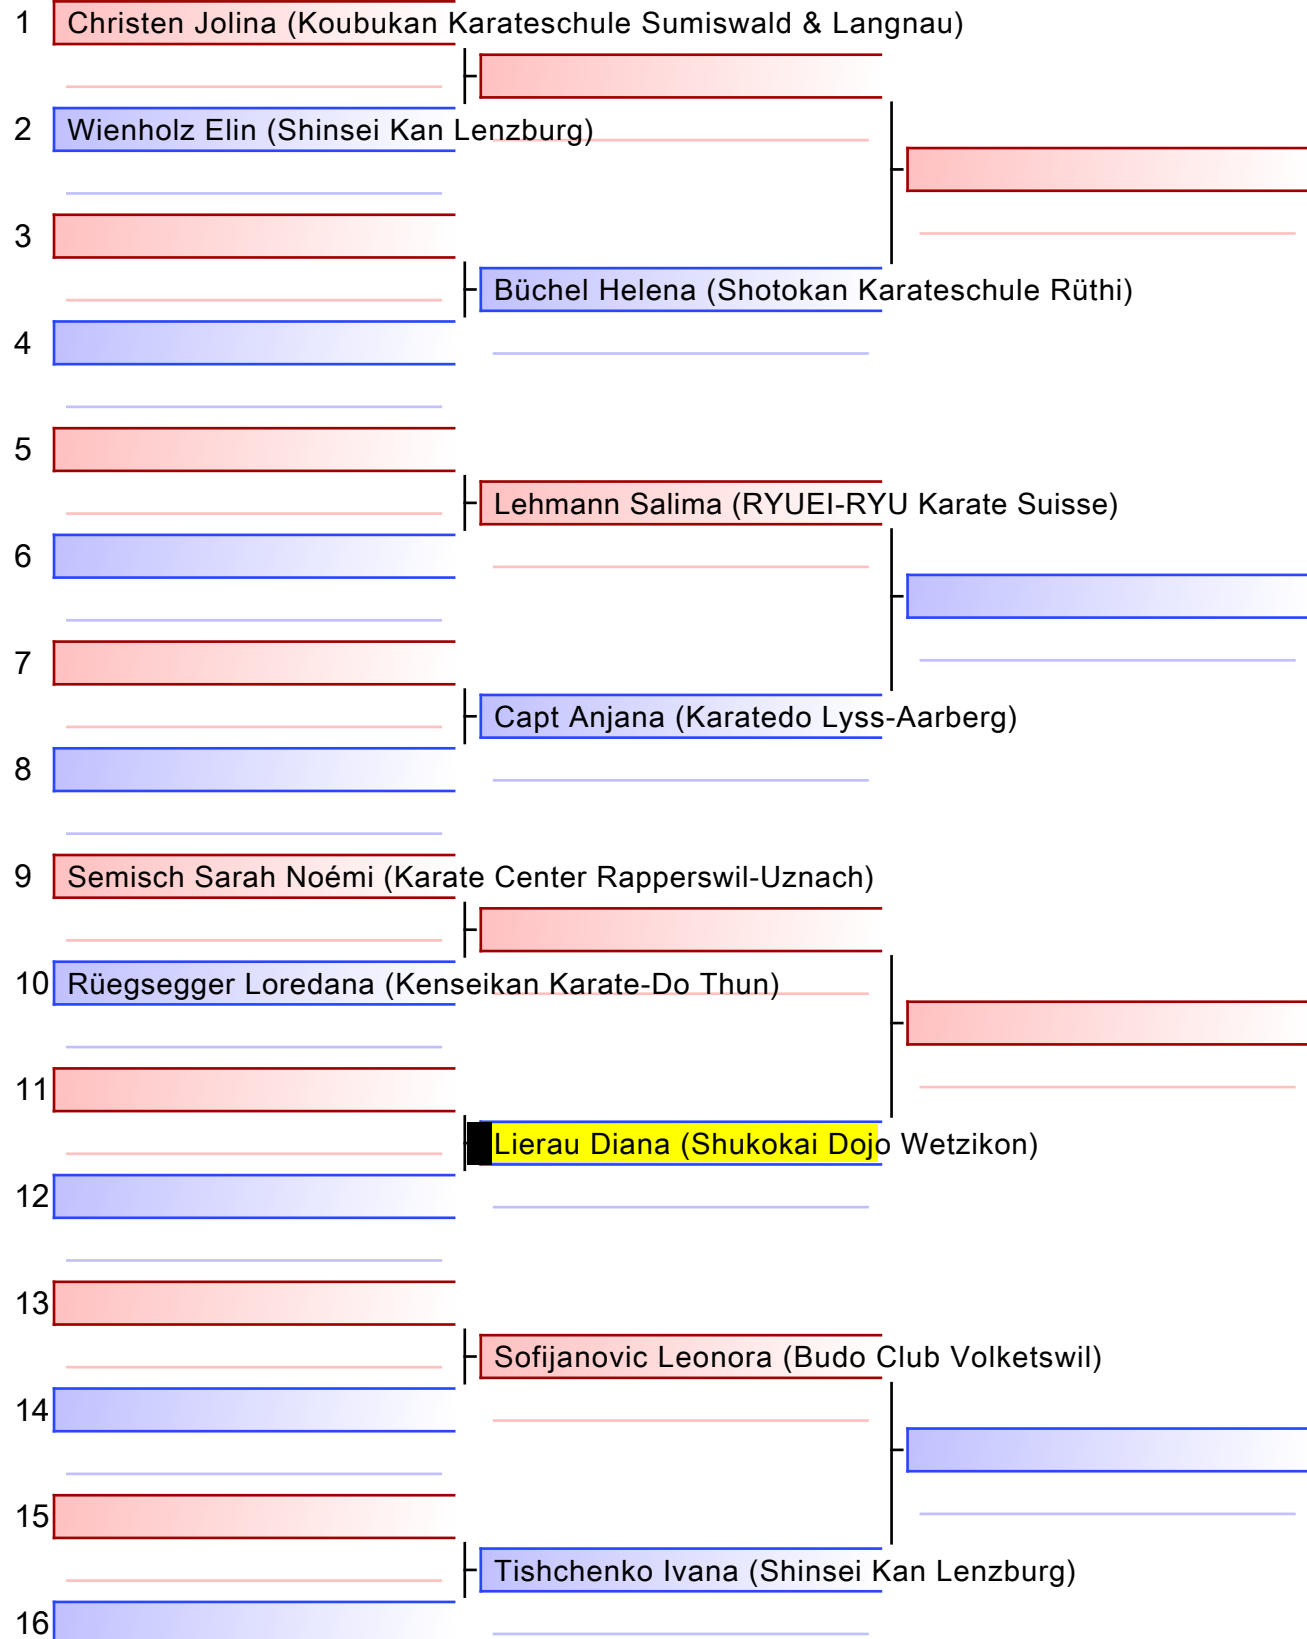 1 Christen Jolina (Koubukan Karateschule Sumiswald & Langnau)
2 Wienholz Elin (Shinsei Kan Lenzburg)
3
Büchel Helena (Shotokan Karateschule Rüthi)
4
5
Lehmann Salima (RYUEI-RYU Karate Suisse)
6
7
Capt Anjana (Karatedo Lyss-Aarberg)
8
9 Semisch Sarah Noémi (Karate Center Rapperswil-Uznach)
10 Rüegsegger Loredana (Kenseikan Karate-Do Thun)
11
Lierau Diana (Shukokai Dojo Wetzikon)
12
13
Sofijanovic Leonora (Budo Club Volketswil)
14
15
Tishchenko Ivana (Shinsei Kan Lenzburg)
16